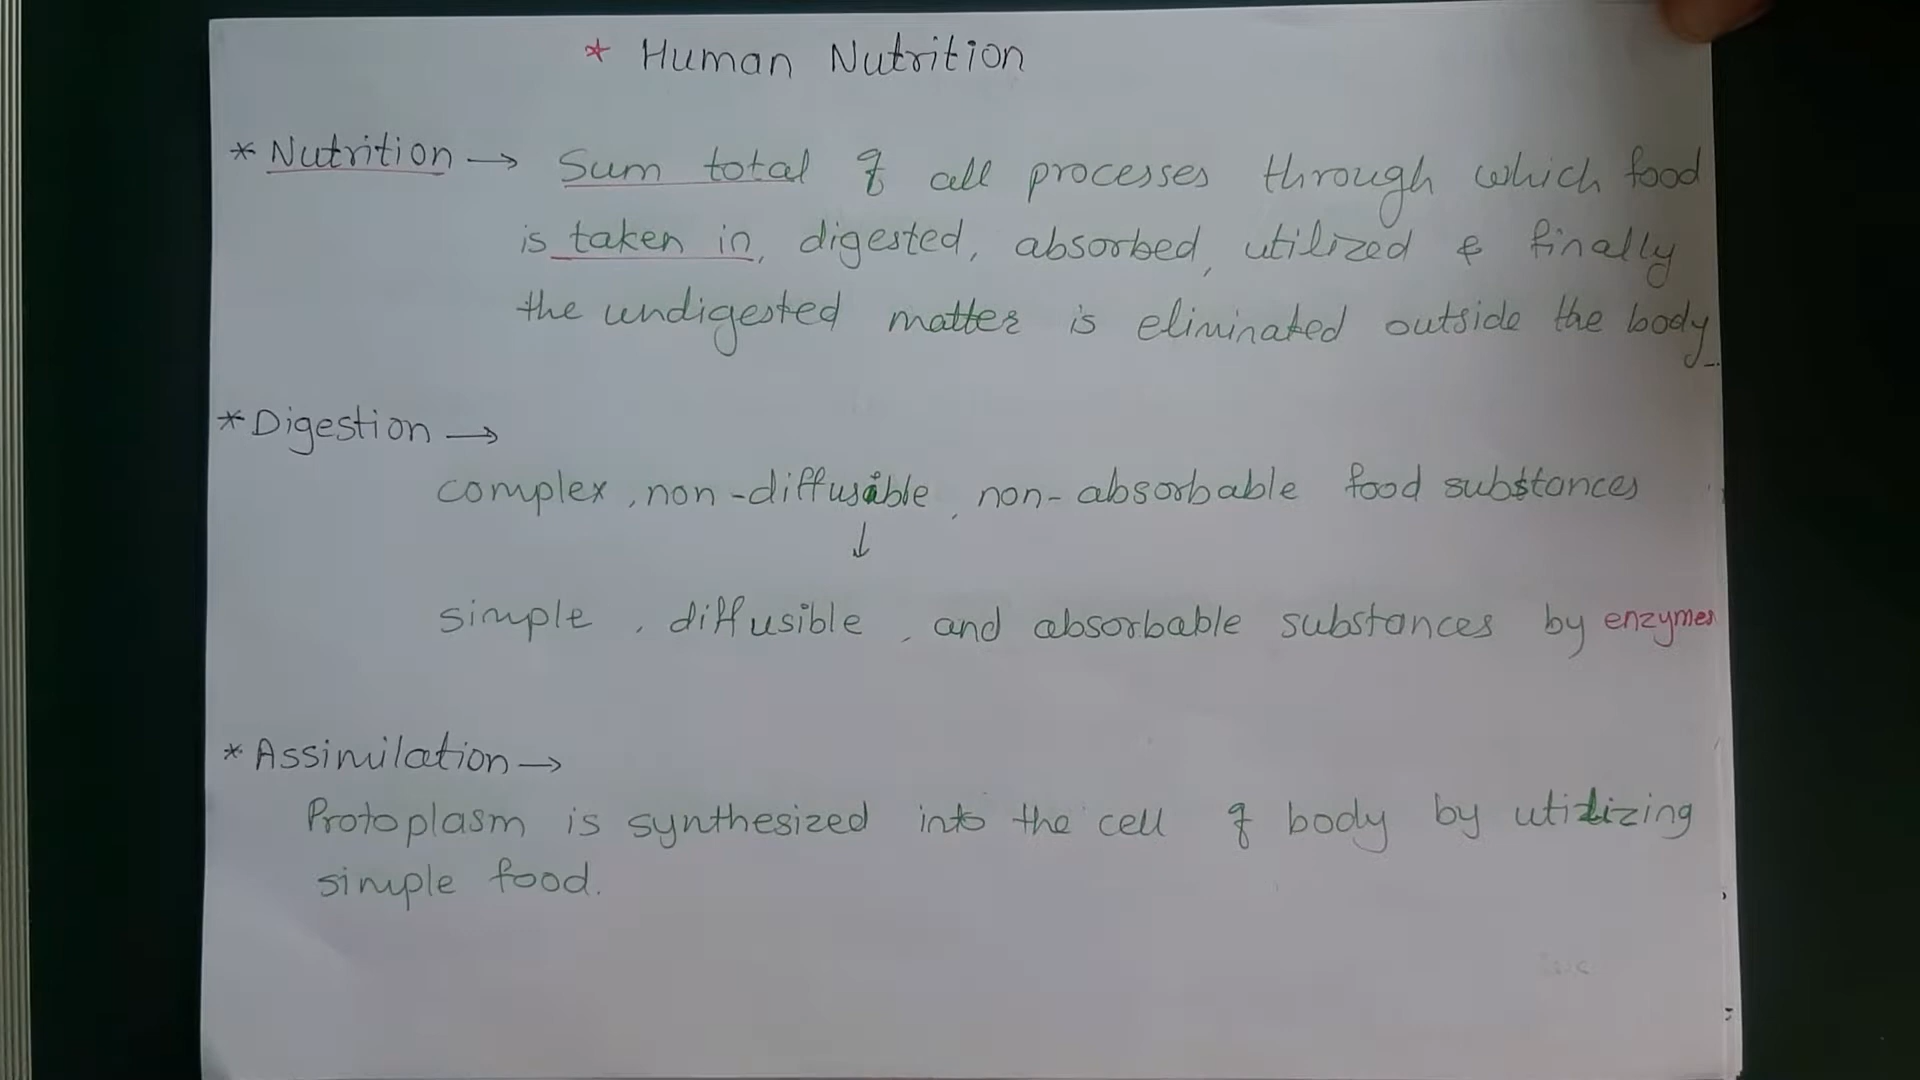 * Human Nutrition
* Nutrition → Sum total of all processes through which food
is taken in, digested, absorbed, utilized & finally
the undigested matter is eliminated outside the body.
* Digestion →
complex, non-diffusible, non-absorbable food substances
↓
simple, diffusible, and absorbable substances by enzymes
* Assimilation →
Protoplasm is synthesized into the cell of body by utilizing
simple food.